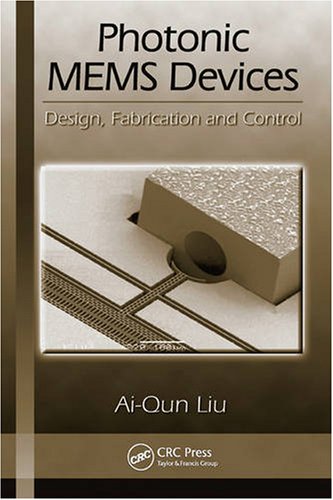 Photonic
MEMS Devices
Design, Fabrication and Control
Ai-Qun Liu
CRC
CRC Press
Taylor & Francis Group